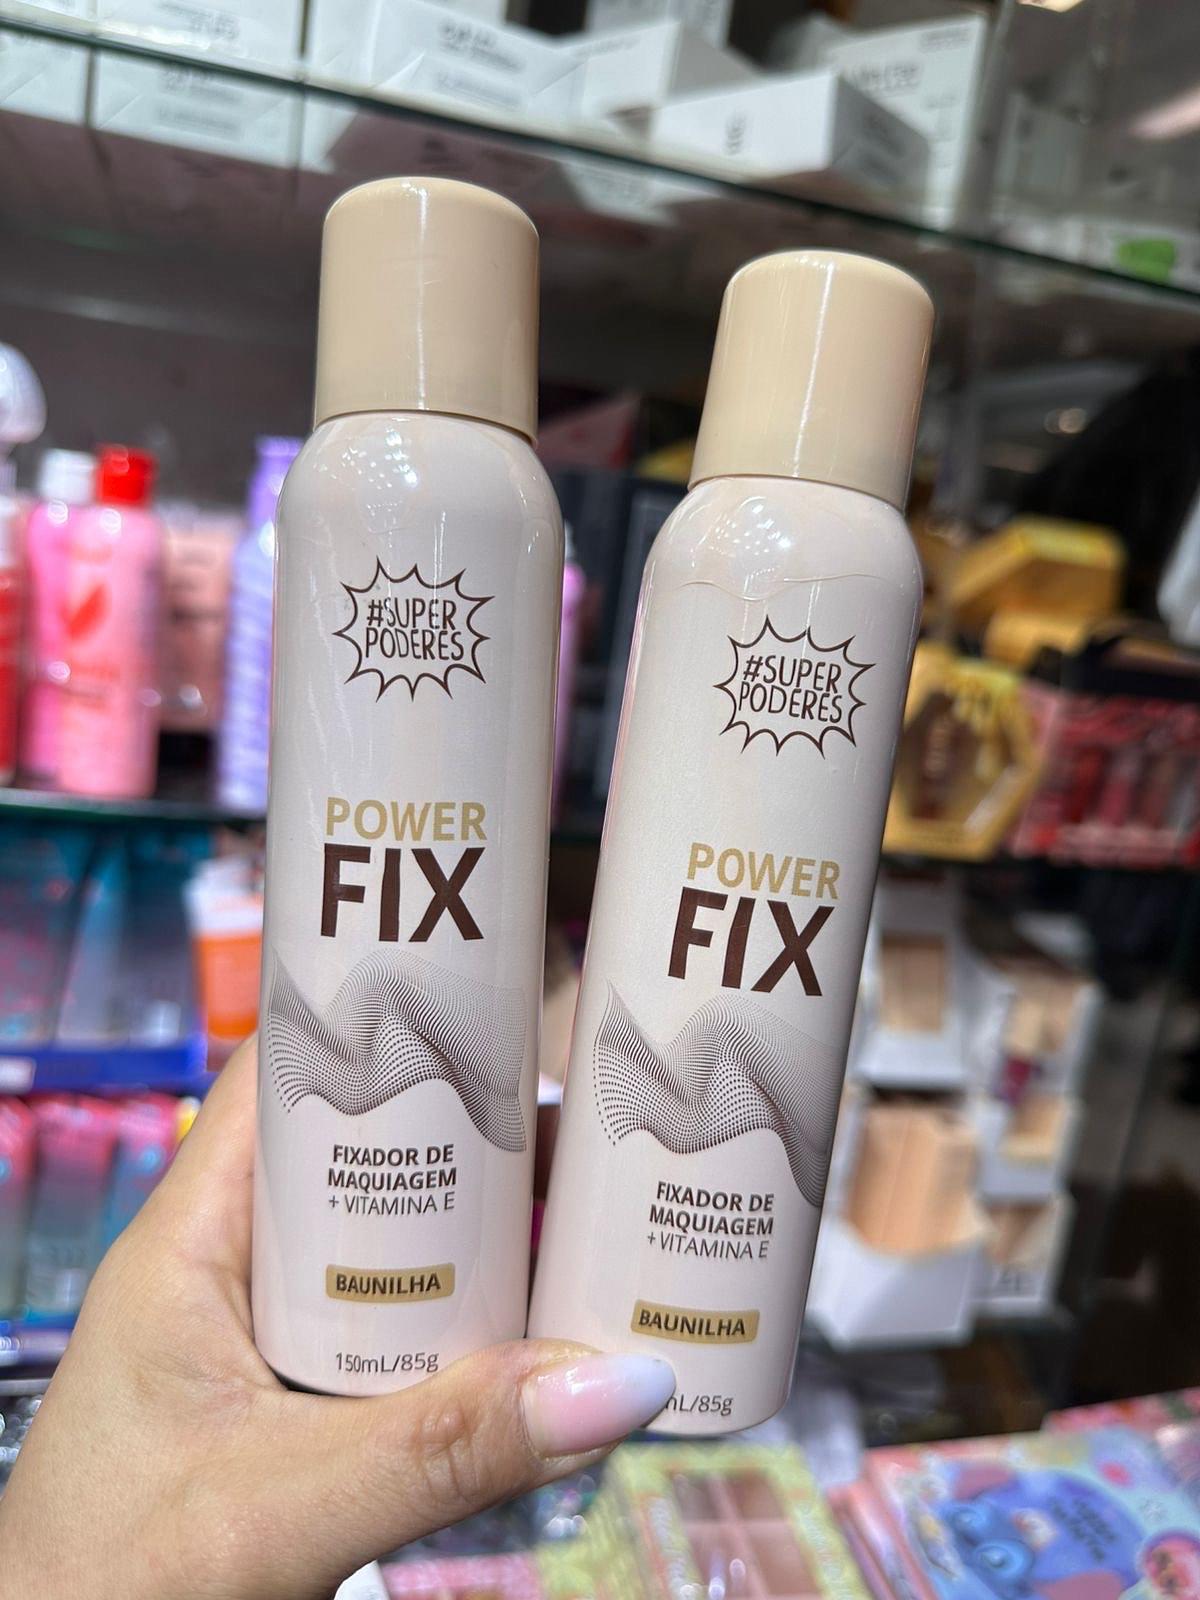 #SUPER
PODERES
POWER
FIX
FIXADOR DE
MAQUIAGEM
+ VITAMINA E
BAUNILHA
150mL/85g
#SUPER
PODERES
POWER
FIX
FIXADOR DE
MAQUIAGEM
+ VITAMINA E
BAUNILHA
mL/85g